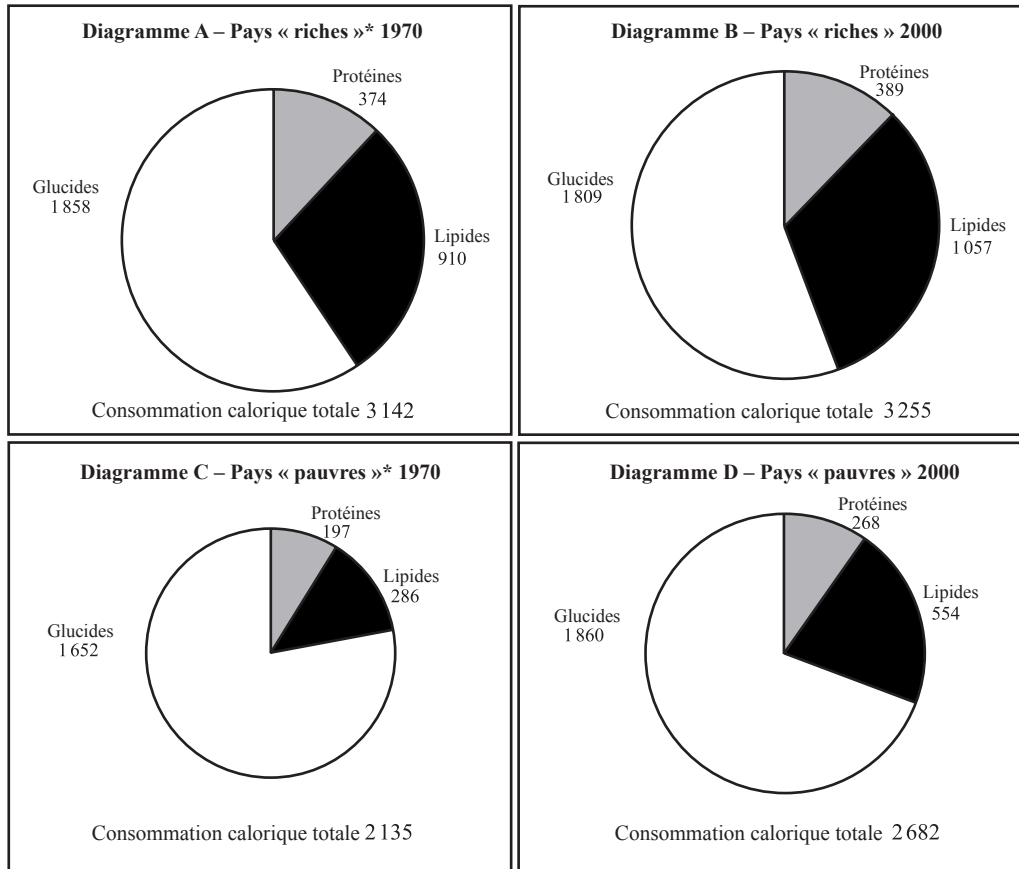 Diagramme A – Pays « riches »* 1970
Protéines
374
Glucides
1 858
Lipides
910
Consommation calorique totale 3 142
Diagramme B – Pays « riches » 2000
Protéines
389
Glucides
1 809
Lipides
1 057
Consommation calorique totale 3 255
Diagramme C – Pays « pauvres »* 1970
Protéines
197
Lipides
286
Glucides
1 652
Consommation calorique totale 2 135
Diagramme D – Pays « pauvres » 2000
Protéines
268
Lipides
554
Glucides
1 860
Consommation calorique totale 2 682